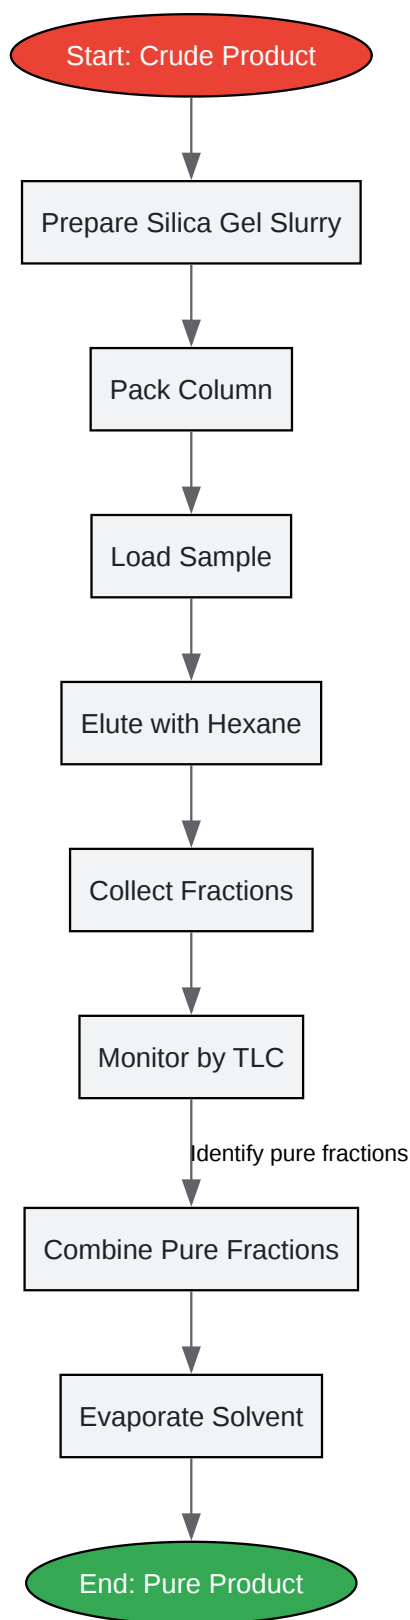 Start: Crude Product
Prepare Silica Gel Slurry
Pack Column
Load Sample
Elute with Hexane
Collect Fractions
Monitor by TLC
Identify pure fractions
Combine Pure Fractions
Evaporate Solvent
End: Pure Product